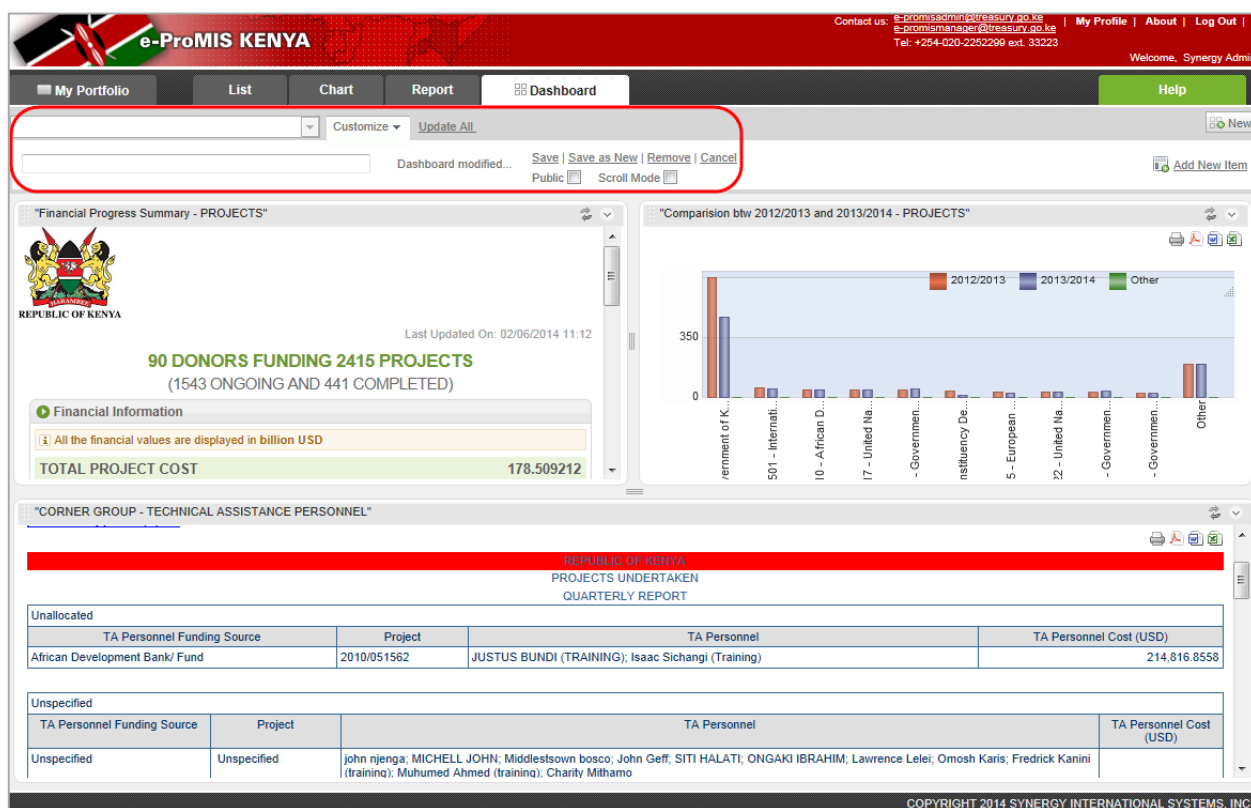 Contact us: e-promisadmin@treasury.go.ke | My Profile | About | Log Out |
e-promismanager@treasury.go.ke
Tel: +254-020-2252299 ext. 33223
e-ProMIS KENYA
Welcome, Synergy Admi
My Portfolio List Chart Report Dashboard Help
Customize Update All New
Dashboard modified... Save | Save as New | Remove | Cancel Add New Item
Public Scroll Mode
"Financial Progress Summary - PROJECTS"
HARAMBEE
REPUBLIC OF KENYA
Last Updated On: 02/06/2014 11:12
90 DONORS FUNDING 2415 PROJECTS
(1543 ONGOING AND 441 COMPLETED)
Financial Information
All the financial values are displayed in billion USD
TOTAL PROJECT COST 178.509212
"Comparision btw 2012/2013 and 2013/2014 - PROJECTS"
2012/2013 2013/2014 Other
350
0
vernment of K...
501 - Internati...
I0 - African D...
I7 - United Na...
- Governmen...
nstituency De...
5 - European ...
22 - United Na...
- Governmen...
- Governmen...
Other
"CORNER GROUP - TECHNICAL ASSISTANCE PERSONNEL"
REPUBLIC OF KENYA
PROJECTS UNDERTAKEN
QUARTERLY REPORT
Unallocated
TA Personnel Funding Source Project TA Personnel TA Personnel Cost (USD)
African Development Bank/ Fund 2010/051562 JUSTUS BUNDI (TRAINING); Isaac Sichangi (Training) 214,816.8558
Unspecified
TA Personnel Funding Source Project TA Personnel TA Personnel Cost
(USD)
Unspecified Unspecified john njenga; MICHELL JOHN; Middlestsown bosco; John Geff; SITI HALATI; ONGAKI IBRAHIM; Lawrence Lelei; Omosh Karis; Fredrick Kanini
(training); Muhumed Ahmed (training); Charity Mithamo
COPYRIGHT 2014 SYNERGY INTERNATIONAL SYSTEMS, INC